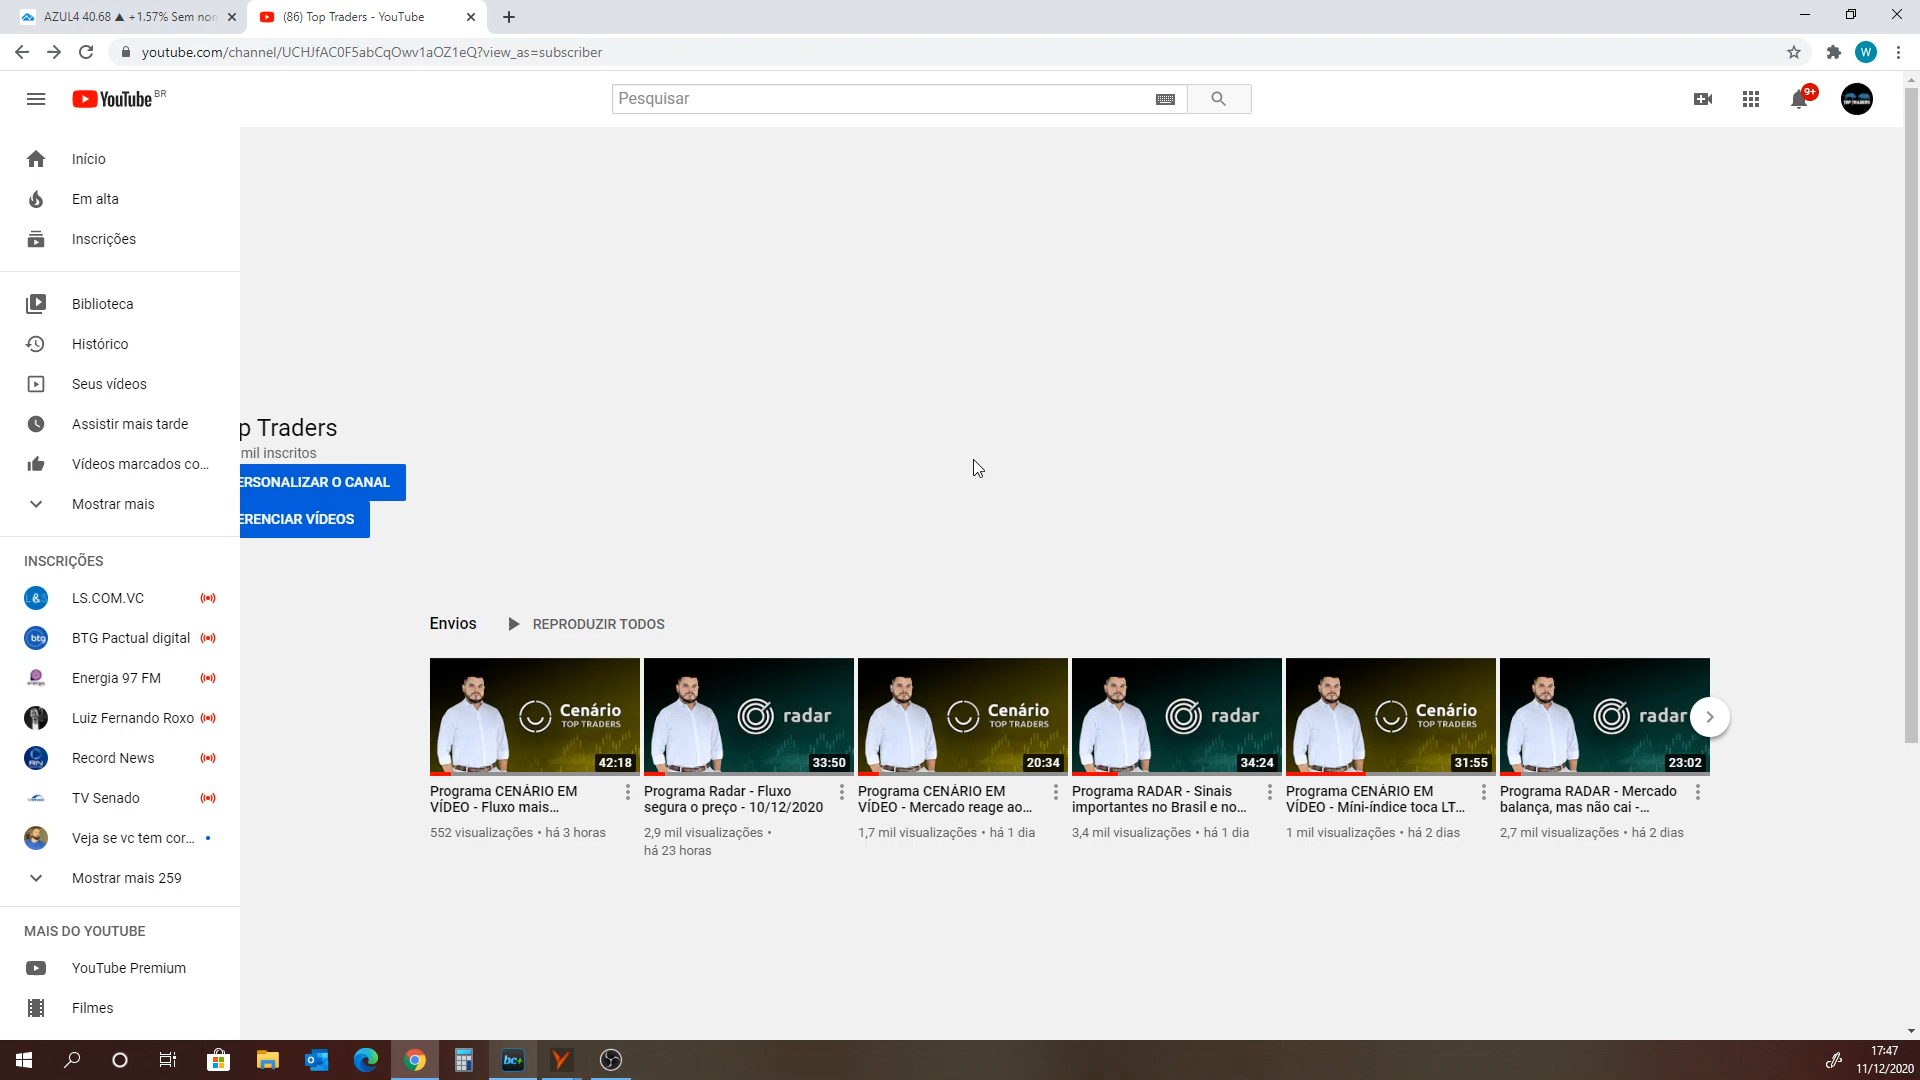 AZUL4 40.68 ▲ +1.57% Sem nom
(86) Top Traders - YouTube
youtube.com/channel/UCHJfAC0F5abCqOwv1aOZ1eQ?view_as=subscriber
W
YouTube BR
Pesquisar
9+
TOP TRADERS
Início
Em alta
Inscrições
Biblioteca
Histórico
Seus vídeos
Assistir mais tarde
Vídeos marcados co...
Mostrar mais
INSCRIÇÕES
LS.COM.VC
BTG Pactual digital
Energia 97 FM
Luiz Fernando Roxo
Record News
TV Senado
Veja se vc tem cor...
Mostrar mais 259
MAIS DO YOUTUBE
YouTube Premium
Filmes
p Traders
mil inscritos
ERSONALIZAR O CANAL
ERENCIAR VÍDEOS
Envios
REPRODUZIR TODOS
Cenário
TOP TRADERS
42:18
Programa CENÁRIO EM
VÍDEO - Fluxo mais...
552 visualizações • há 3 horas
radar
33:50
Programa Radar - Fluxo
segura o preço - 10/12/2020
2,9 mil visualizações •
há 23 horas
Cenário
TOP TRADERS
20:34
Programa CENÁRIO EM
VÍDEO - Mercado reage ao...
1,7 mil visualizações • há 1 dia
radar
34:24
Programa RADAR - Sinais
importantes no Brasil e no...
3,4 mil visualizações • há 1 dia
Cenário
TOP TRADERS
31:55
Programa CENÁRIO EM
VÍDEO - Míni-índice toca LT...
1 mil visualizações • há 2 dias
radar
23:02
Programa RADAR - Mercado
balança, mas não cai -...
2,7 mil visualizações • há 2 dias
bc+
17:47
11/12/2020